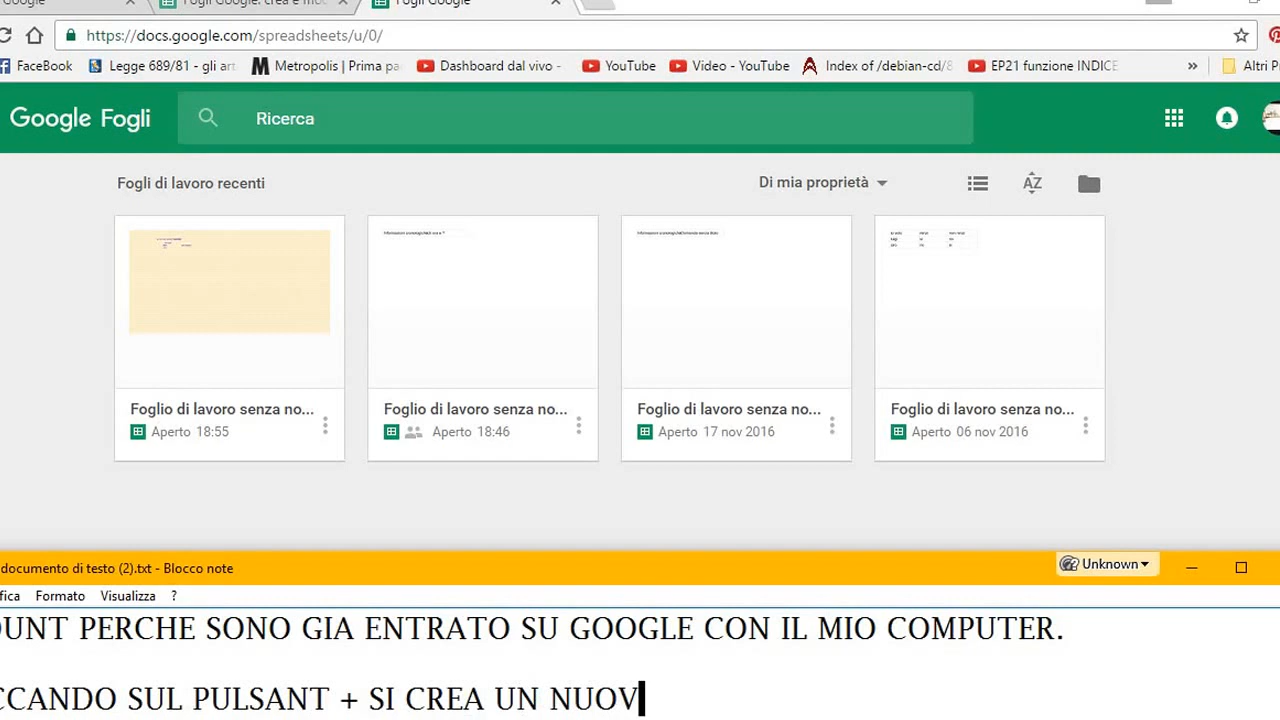 Google
Fogli Google: crea e mod
Fogli Google
https://docs.google.com/spreadsheets/u/0/
FaceBook
Legge 689/81 - gli art
Metropolis | Prima pa
Dashboard dal vivo -
YouTube
Video - YouTube
Index of /debian-cd/8
EP21 funzione INDICE
»
Altri P
Google Fogli
Ricerca
Fogli di lavoro recenti
Di mia proprietà
AZ
Foglio di lavoro senza no...
Aperto 18:55
Foglio di lavoro senza no...
Aperto 18:46
Foglio di lavoro senza no...
Aperto 17 nov 2016
Foglio di lavoro senza no...
Aperto 06 nov 2016
documento di testo (2).txt - Blocco note
Unknown
fica Formato Visualizza ?
OUNT PERCHE SONO GIA ENTRATO SU GOOGLE CON IL MIO COMPUTER.
CCANDO SUL PULSANT + SI CREA UN NUOV